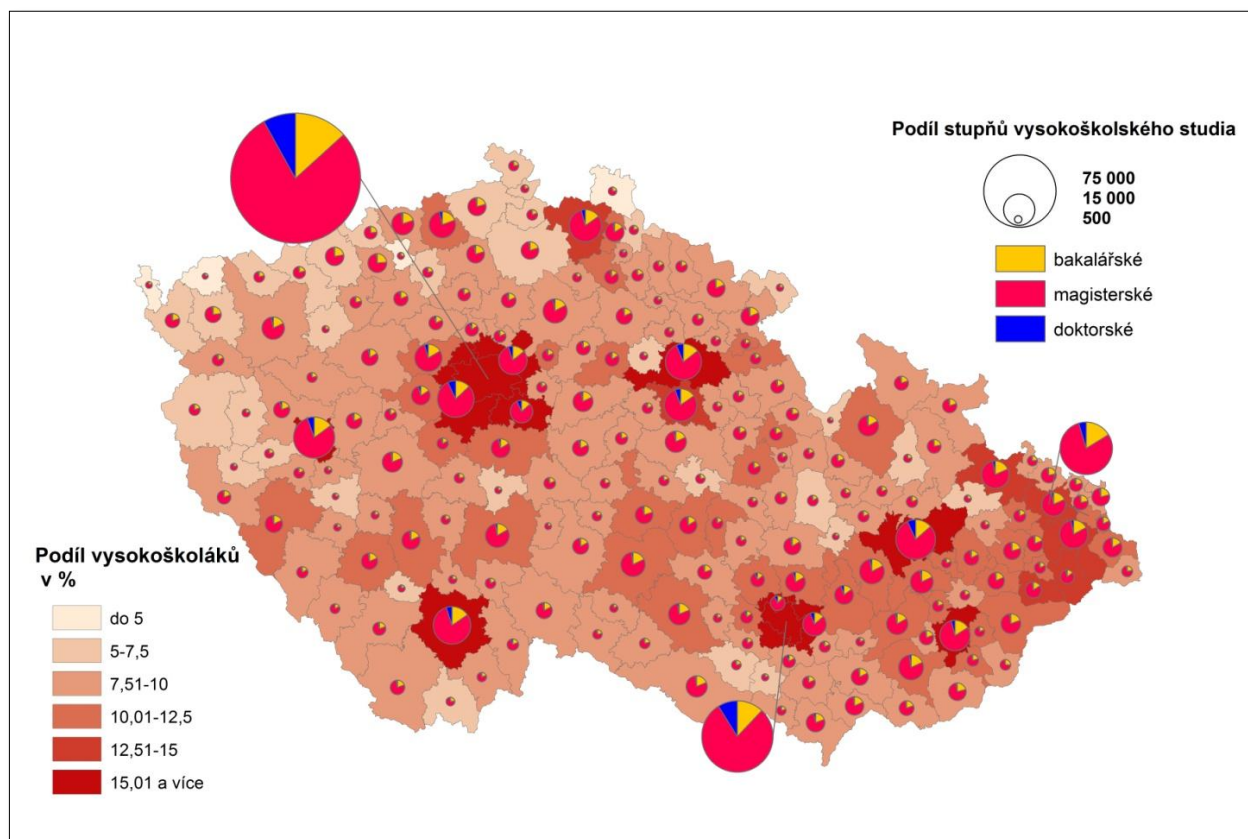 Podíl stupňů vysokoškolského studia
75 000
15 000
500
bakalářské
magisterské
doktorské
Podíl vysokoškoláků
v %
do 5
5-7,5
7,51-10
10,01-12,5
12,51-15
15,01 a více